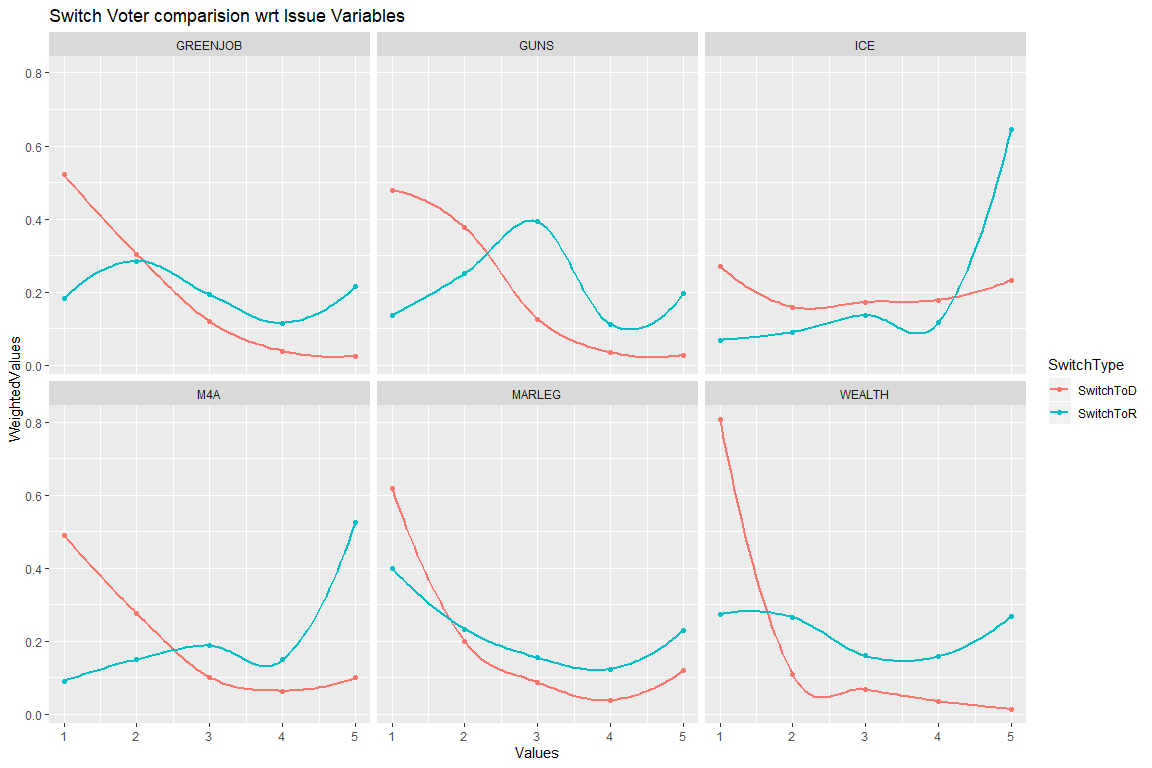 Switch Voter comparision wrt Issue Variables
GREENJOB GUNS ICE
0.8
0.6
0.4
0.2
0.0
M4A MARLEG WEALTH
0.8
0.6
0.4
0.2
0.0
1 2 3 4 5 1 2 3 4 5 1 2 3 4 5
Values
WeightedValues
SwitchType
SwitchToD
SwitchToR